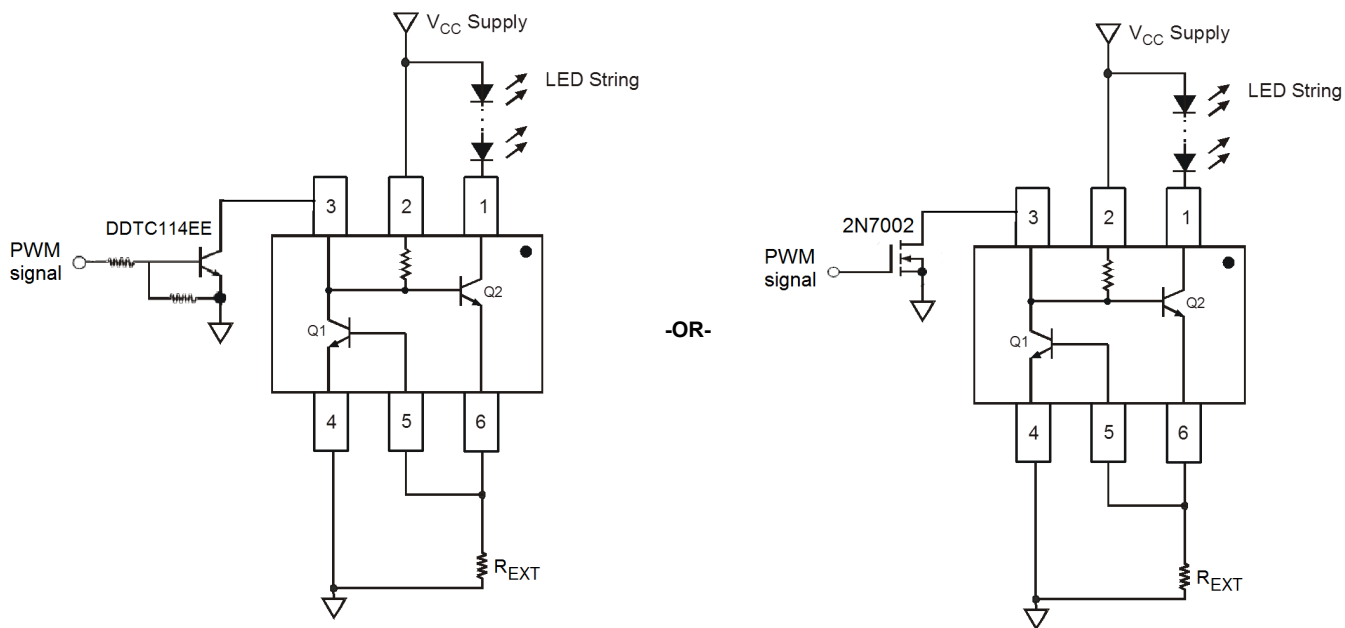 V_CC Supply
LED String
3
2
1
DDTC114EE
PWM
signal
Q2
Q1
4
5
6
R_EXT
-OR-
V_CC Supply
LED String
3
2
1
2N7002
PWM
signal
Q2
Q1
4
5
6
R_EXT